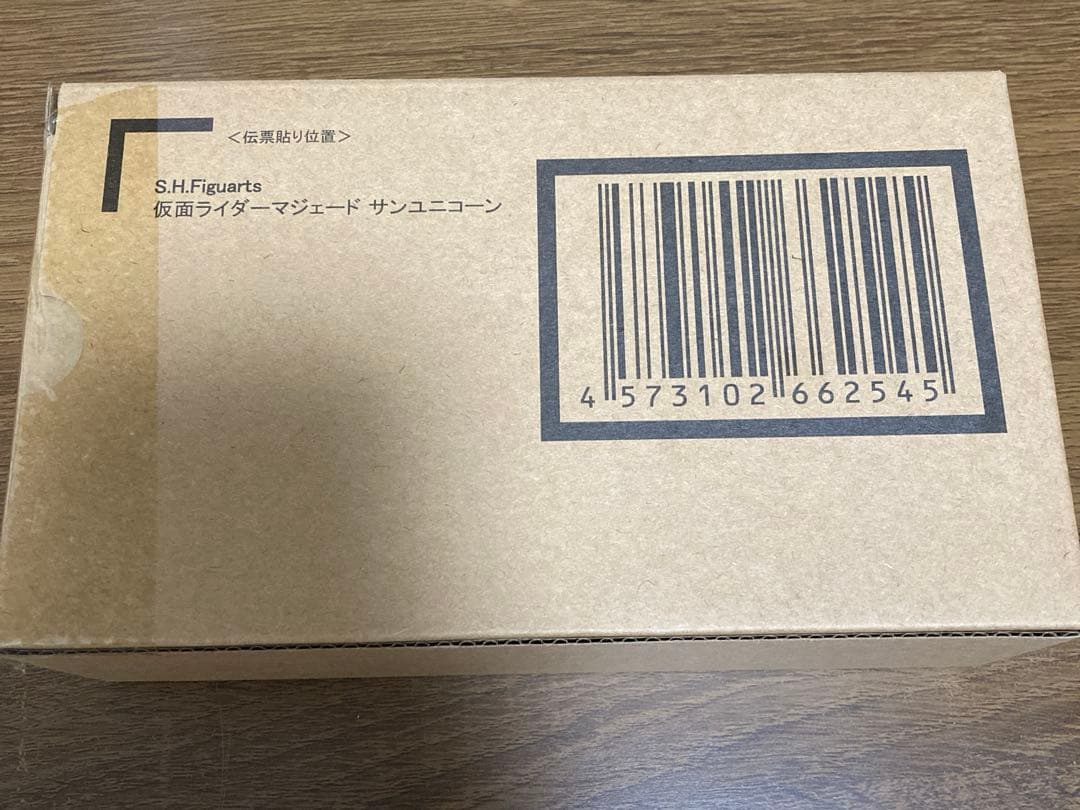 ＜伝票貼り位置＞
S.H.Figuarts
仮面ライダーマジェード サンユニコーン
4 573102 662545